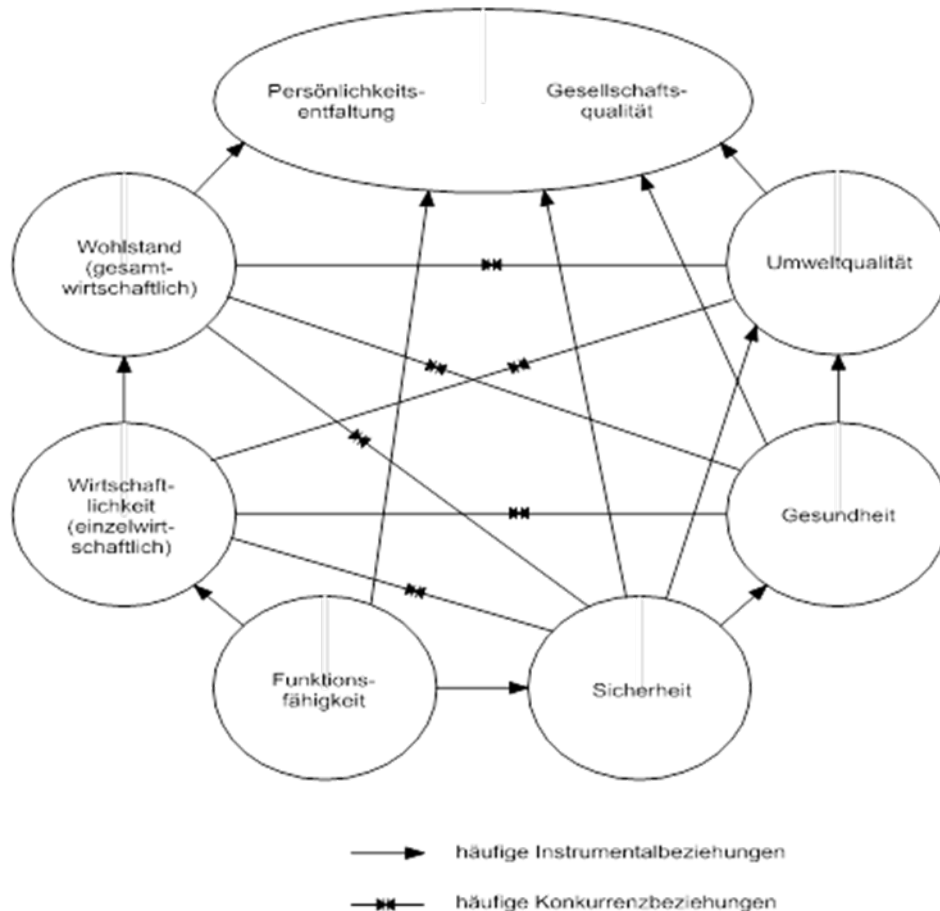 Persönlichkeits-
entfaltung
Gesellschafts-
qualität
Wohlstand
(gesamt-
wirtschaftlich)
Umweltqualität
Wirtschaft-
lichkeit
(einzelwirt-
schaftlich)
Gesundheit
Funktions-
fähigkeit
Sicherheit
häufige Instrumentalbeziehungen
häufige Konkurrenzbeziehungen